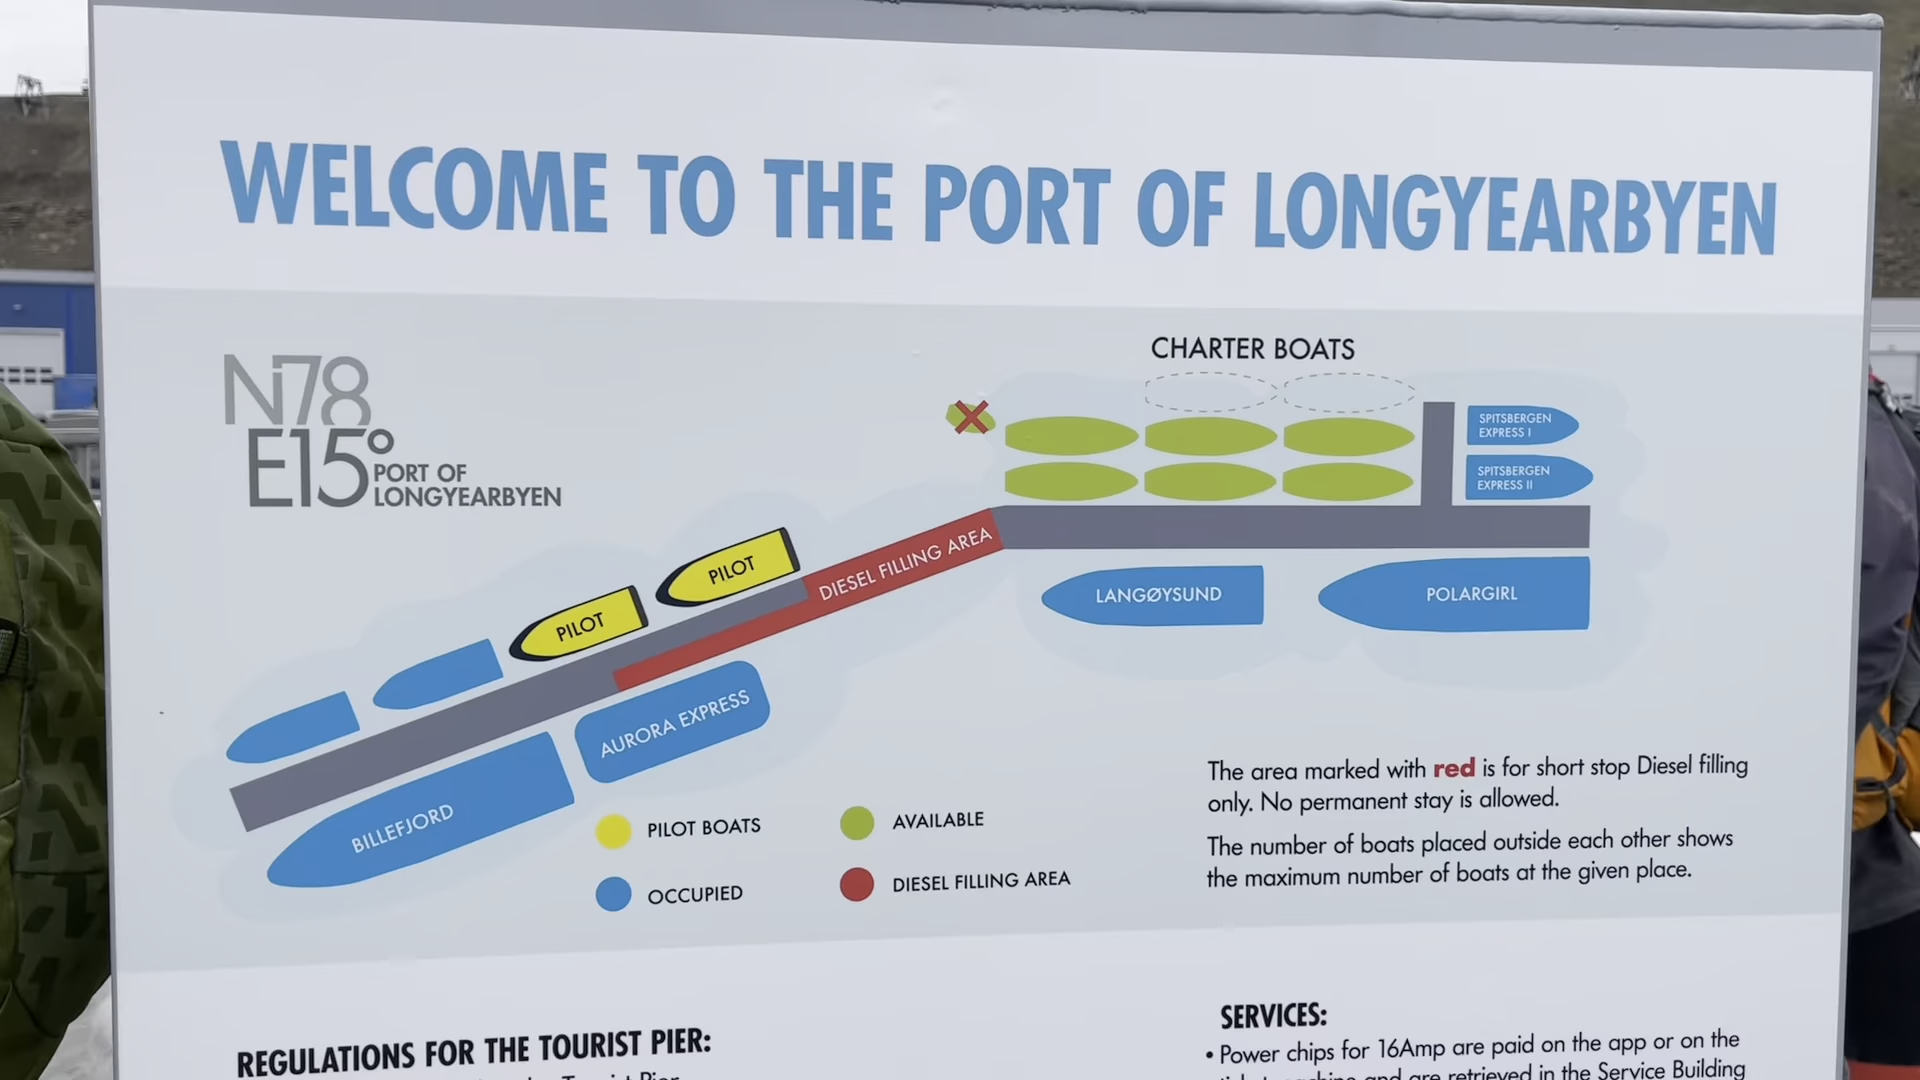 WELCOME TO THE PORT OF LONGYEARBYEN
N78
E15°
PORT OF
LONGYEARBYEN
CHARTER BOATS
SPITSBERGEN
EXPRESS I
SPITSBERGEN
EXPRESS II
DIESEL FILLING AREA
PILOT
PILOT
LANGØYSUND
POLARGIRL
AURORA EXPRESS
BILLEFJORD
PILOT BOATS
AVAILABLE
OCCUPIED
DIESEL FILLING AREA
The area marked with red is for short stop Diesel filling
only. No permanent stay is allowed.
The number of boats placed outside each other shows
the maximum number of boats at the given place.
REGULATIONS FOR THE TOURIST PIER:
Tourist Pier
SERVICES:
• Power chips for 16Amp are paid on the app or on the
and are retrieved in the Service Building